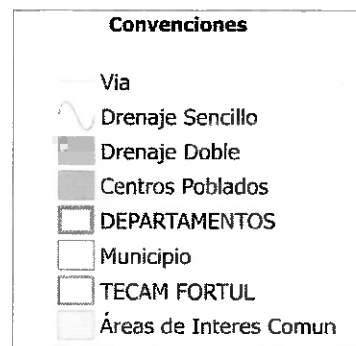 Convenciones
Via
Drenaje Sencillo
Drenaje Doble
Centros Poblados
DEPARTAMENTOS
Municipio
TECAM FORTUL
Áreas de Interes Comun